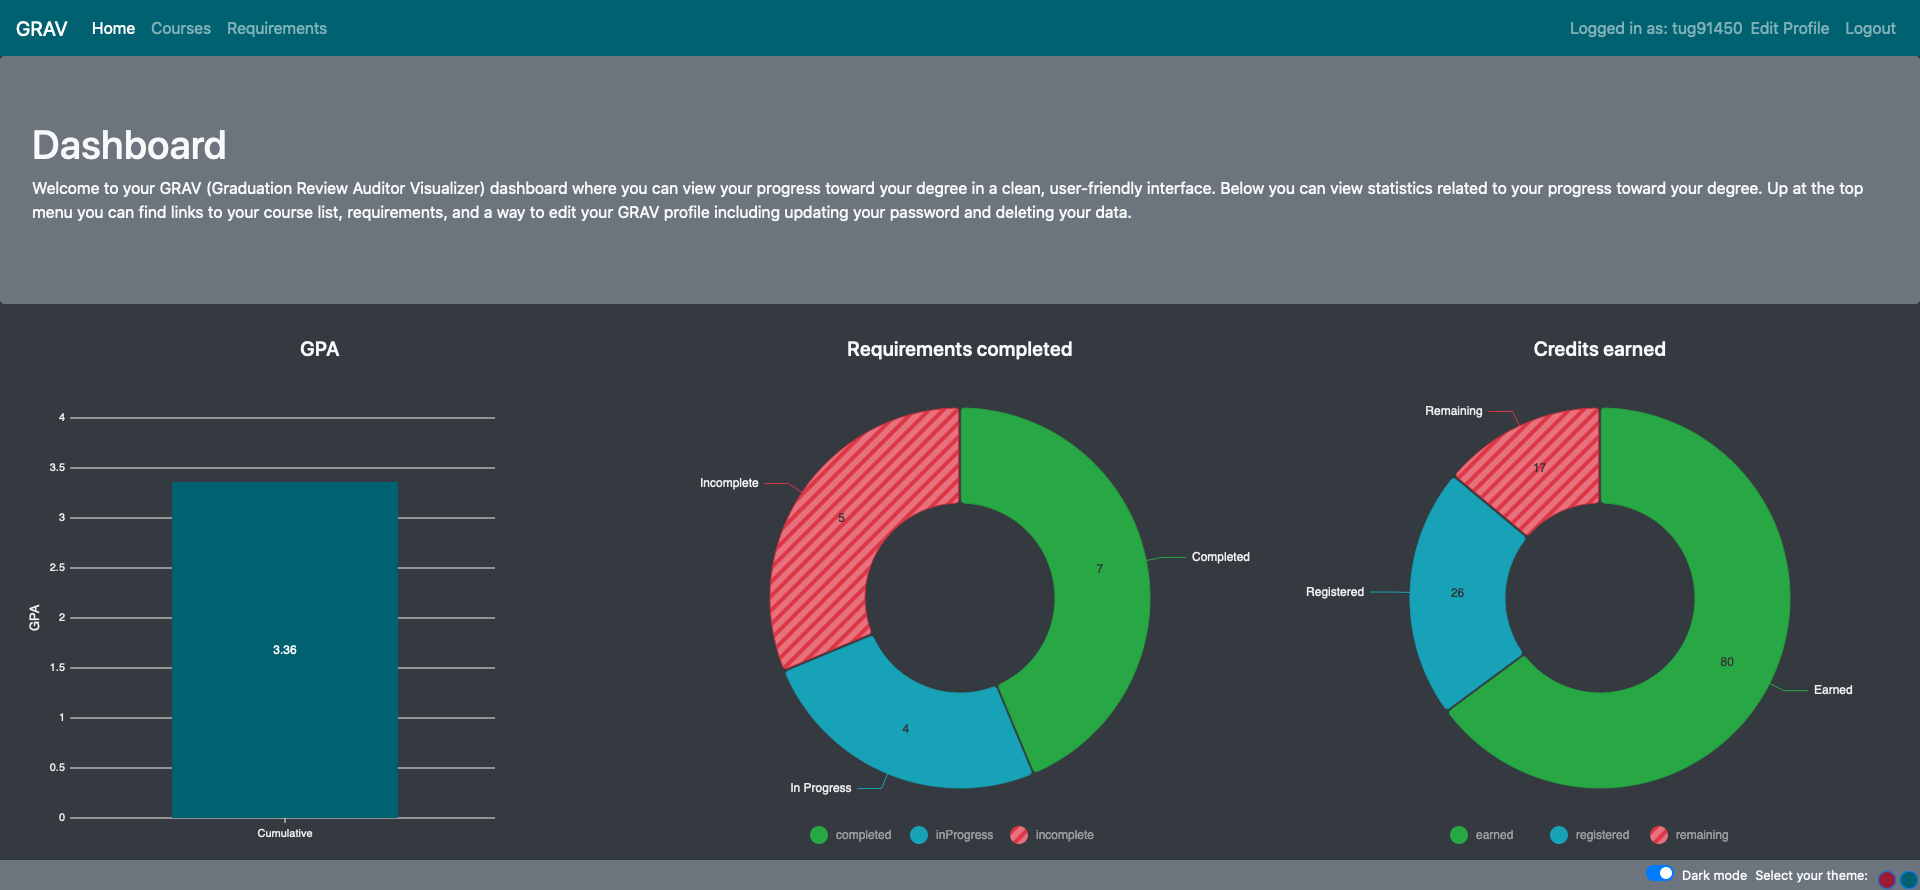 GRAV Home Courses Requirements Logged in as: tug91450 Edit Profile Logout
Dashboard
Welcome to your GRAV (Graduation Review Auditor Visualizer) dashboard where you can view your progress toward your degree in a clean, user-friendly interface. Below you can view statistics related to your progress toward your degree. Up at the top
menu you can find links to your course list, requirements, and a way to edit your GRAV profile including updating your password and deleting your data.
GPA
4
3.5
3
2.5
2
1.5
1
0.5
0
GPA
3.36
Cumulative
Requirements completed
Incomplete
5
Completed
7
4
In Progress
completed inProgress incomplete
Credits earned
Remaining
17
Registered
26
80
Earned
earned registered remaining
Dark mode Select your theme: